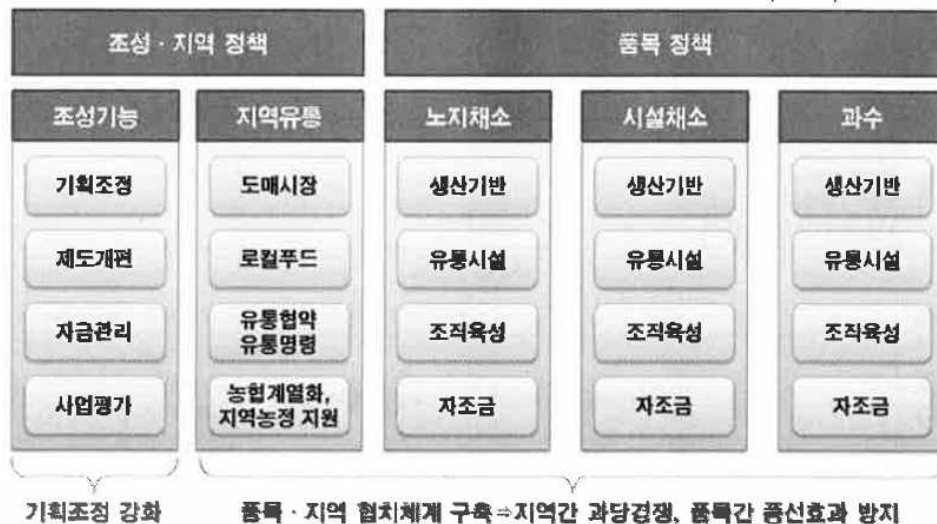 조성 · 지역 정책
품목 정책
조성기능
지역유통
노지채소
시설채소
과수
기획조정
도매시장
생산기반
생산기반
생산기반
제도개편
로컬푸드
유통시설
유통시설
유통시설
자금관리
유통협약
유통명령
조직육성
조직육성
조직육성
사업평가
농협계열화,
지역농정 지원
자조금
자조금
자조금
기획조정 강화
품목 · 지역 협치체계 구축⇒지역간 과당경쟁, 품목간 풍선효과 방지